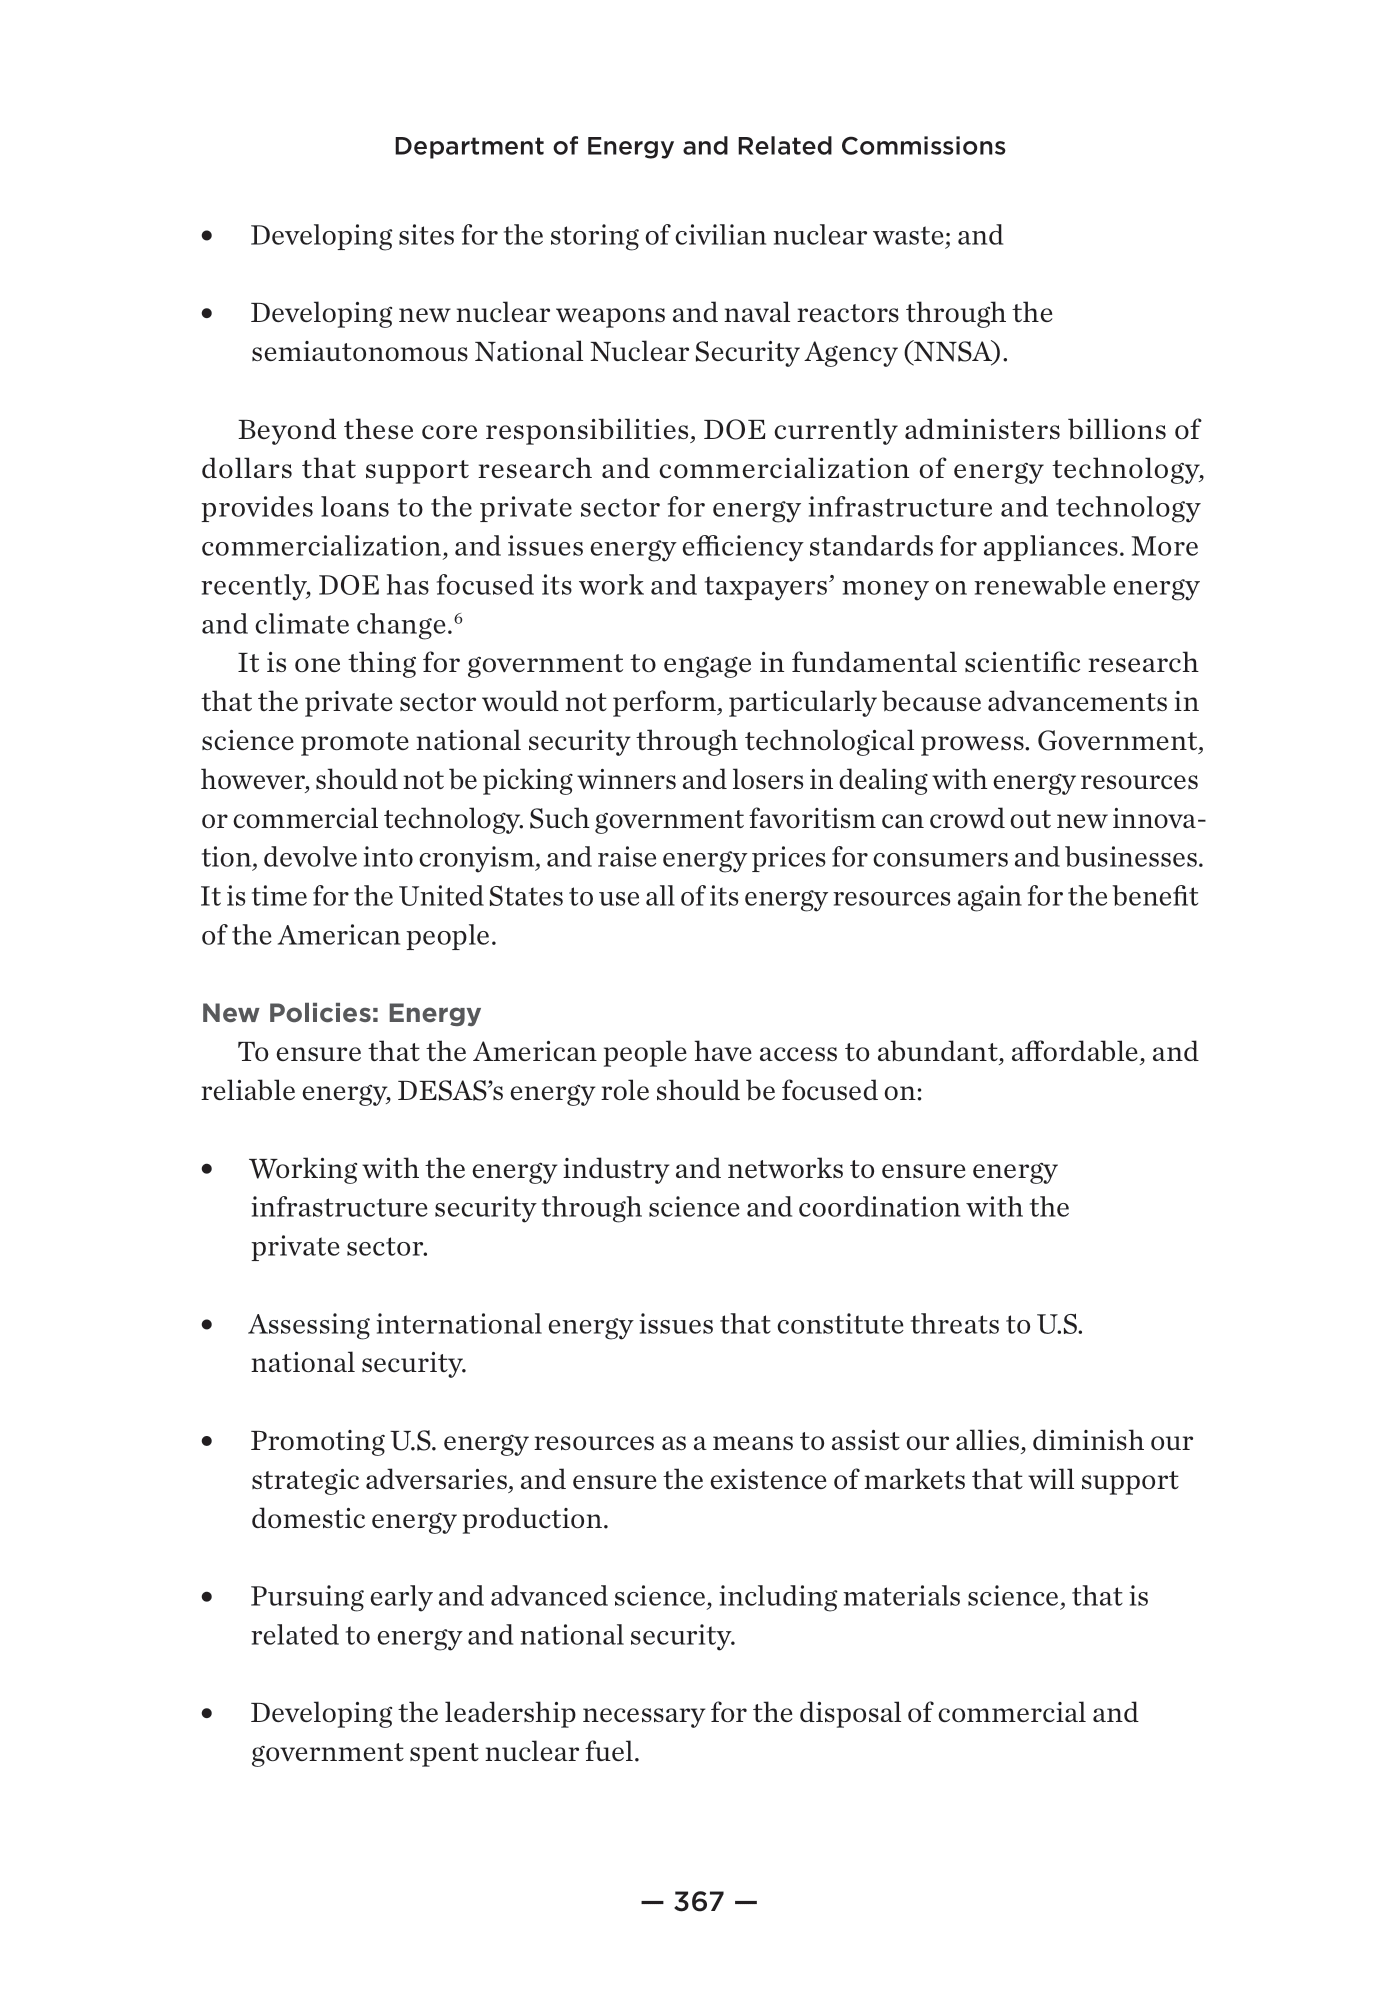 Department of Energy and Related Commissions
• Developing sites for the storing of civilian nuclear waste; and
• Developing new nuclear weapons and naval reactors through the
semiautonomous National Nuclear Security Agency (NNSA).
Beyond these core responsibilities, DOE currently administers billions of
dollars that support research and commercialization of energy technology,
provides loans to the private sector for energy infrastructure and technology
commercialization, and issues energy efficiency standards for appliances. More
recently, DOE has focused its work and taxpayers’ money on renewable energy
and climate change.⁶
It is one thing for government to engage in fundamental scientific research
that the private sector would not perform, particularly because advancements in
science promote national security through technological prowess. Government,
however, should not be picking winners and losers in dealing with energy resources
or commercial technology. Such government favoritism can crowd out new innova-
tion, devolve into cronyism, and raise energy prices for consumers and businesses.
It is time for the United States to use all of its energy resources again for the benefit
of the American people.
New Policies: Energy
To ensure that the American people have access to abundant, affordable, and
reliable energy, DESAS’s energy role should be focused on:
• Working with the energy industry and networks to ensure energy
infrastructure security through science and coordination with the
private sector.
• Assessing international energy issues that constitute threats to U.S.
national security.
• Promoting U.S. energy resources as a means to assist our allies, diminish our
strategic adversaries, and ensure the existence of markets that will support
domestic energy production.
• Pursuing early and advanced science, including materials science, that is
related to energy and national security.
• Developing the leadership necessary for the disposal of commercial and
government spent nuclear fuel.
— 367 —